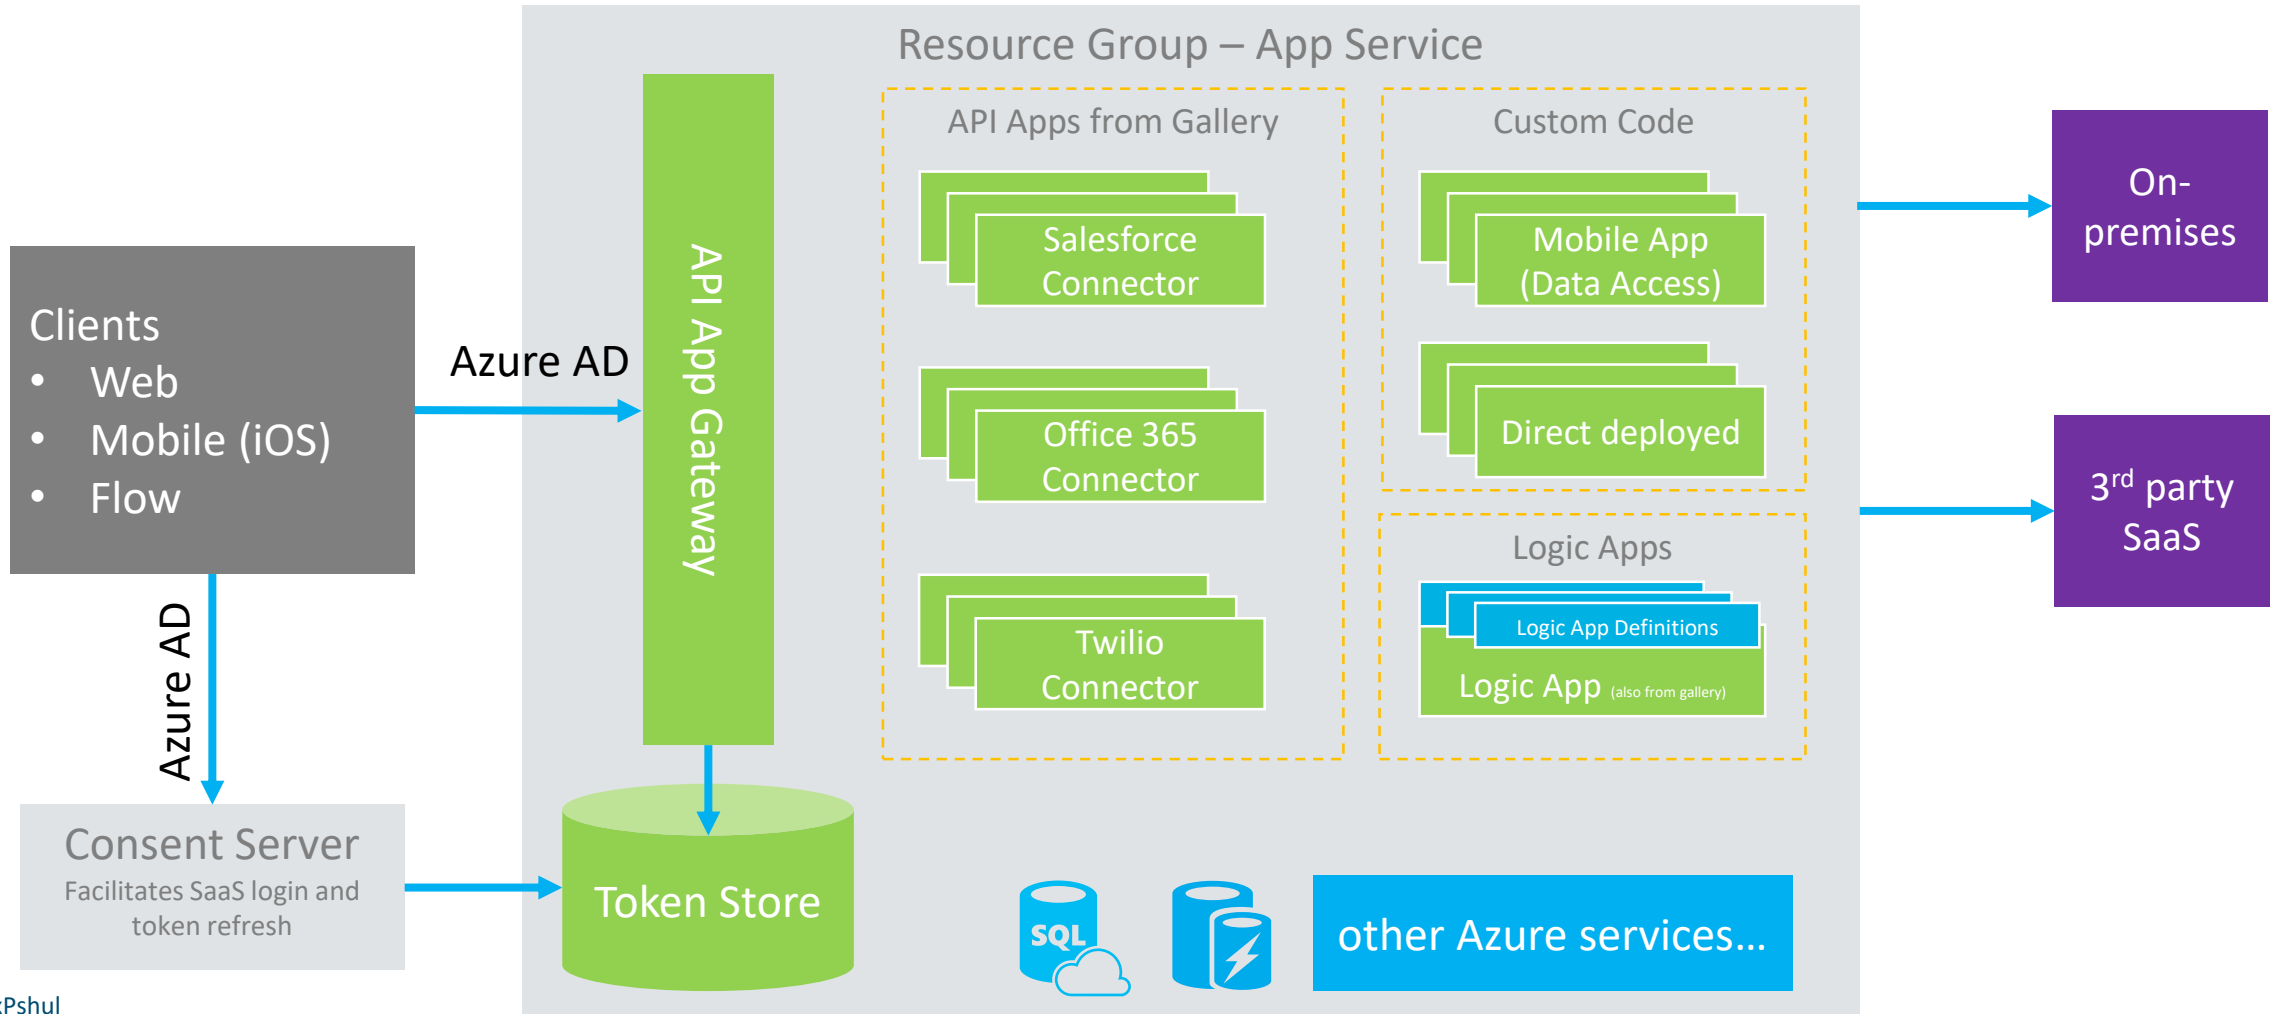 Resource Group – App Service
API Apps from Gallery
Salesforce
Connector
Office 365
Connector
Twilio
Connector
Custom Code
Mobile App
(Data Access)
Direct deployed
Logic Apps
Logic App Definitions
Logic App (also from gallery)
On-
premises
3rd party
SaaS
API App Gateway
Azure AD
Clients
• Web
• Mobile (iOS)
• Flow
Azure AD
Consent Server
Facilitates SaaS login and
token refresh
Token Store
SQL
other Azure services...
xPshul